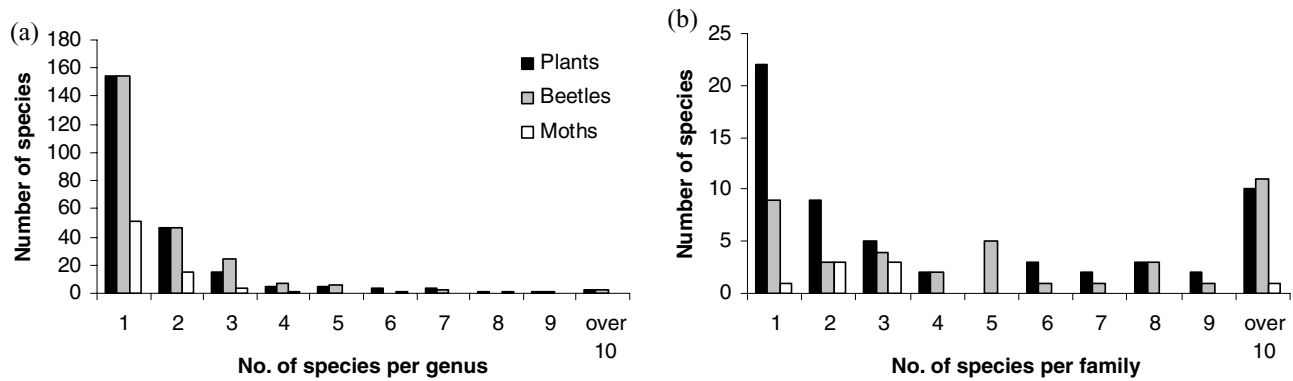 (a)
180
160
140
120
100
80
60
40
20
0
Number of species
Plants
Beetles
Moths
1 2 3 4 5 6 7 8 9 over 10
No. of species per genus
(b)
25
20
15
10
5
0
Number of species
1 2 3 4 5 6 7 8 9 over 10
No. of species per family